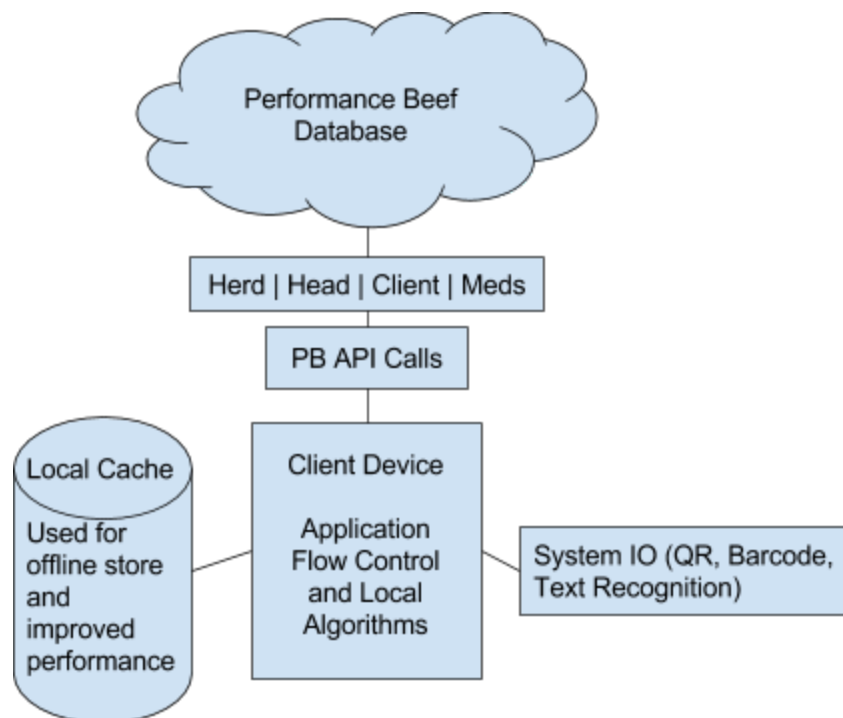 Performance Beef
Database
Herd | Head | Client | Meds
PB API Calls
Local Cache
Used for
offline store
and
improved
performance
Client Device
Application
Flow Control
and Local
Algorithms
System IO (QR, Barcode,
Text Recognition)